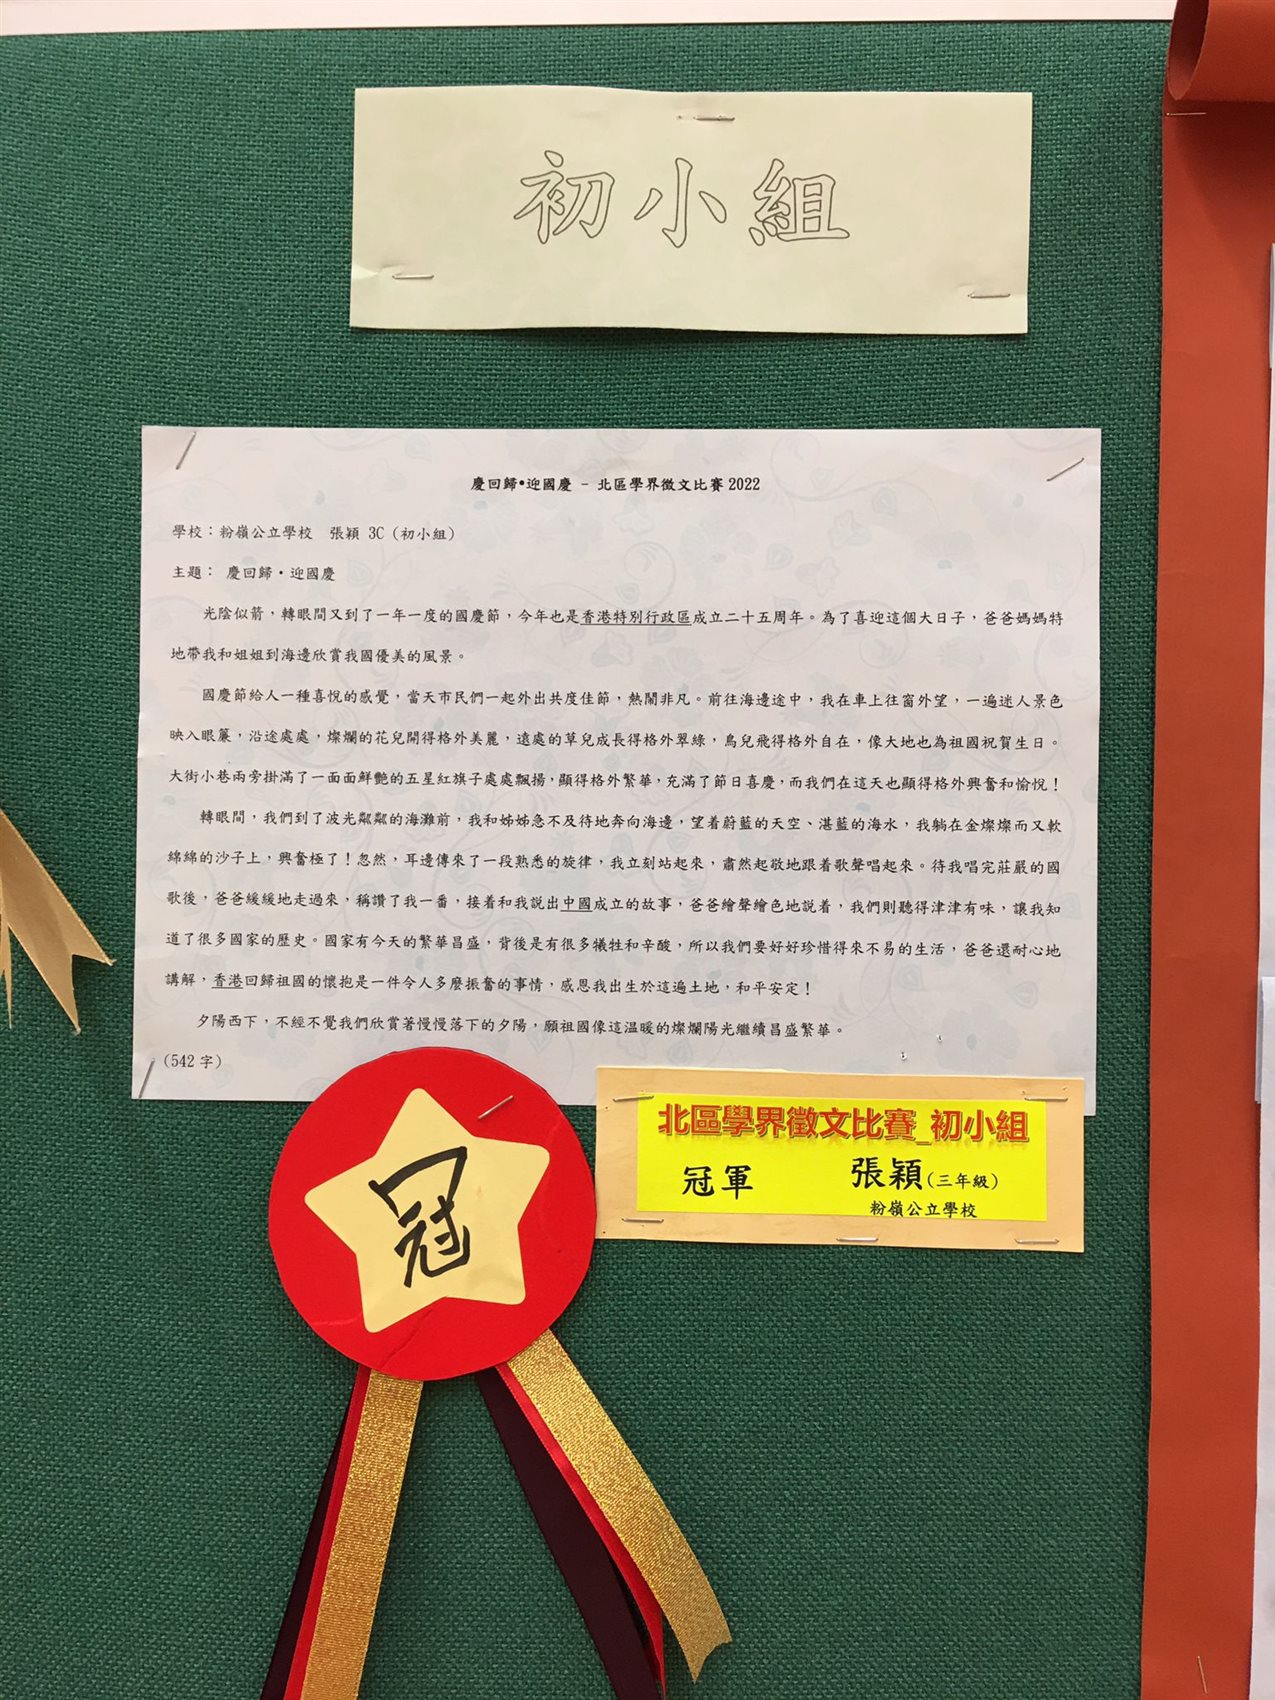 初小組
慶回歸•迎國慶 - 北區學界徵文比賽 2022
學校：粉嶺公立學校 張穎 3C (初小組)
主題： 慶回歸・迎國慶
光陰似箭，轉眼間又到了一年一度的國慶節，今年也是香港特別行政區成立二十五周年。為了喜迎這個大日子，爸爸媽媽特
地帶我和姐姐到海邊欣賞我國優美的風景。
國慶節給人一種喜悅的感覺，當天市民們一起外出共度佳節，熱鬧非凡。前往海邊途中，我在車上往窗外望，一遍迷人景色
映入眼簾，沿途處處，燦爛的花兒開得格外美麗，遠處的草兒成長得格外翠綠，鳥兒飛得格外自在，像大地也為祖國祝賀生日。
大街小巷兩旁掛滿了一面面鮮艷的五星紅旗子處處飄揚，顯得格外繁華，充滿了節日喜慶，而我們在這天也顯得格外興奮和愉悅！
轉眼間，我們到了波光粼粼的海灘前，我和姊姊急不及待地奔向海邊，望着蔚藍的天空、湛藍的海水，我躺在金燦燦而又軟
綿綿的沙子上，興奮極了！忽然，耳邊傳來了一段熟悉的旋律，我立刻站起來，肅然起敬地跟着歌聲唱起來。待我唱完莊嚴的國
歌後，爸爸緩緩地走過來，稱讚了我一番，接着和我說出中國成立的故事，爸爸繪聲繪色地說着，我們則聽得津津有味，讓我知
道了很多國家的歷史。國家有今天的繁華昌盛，背後是有很多犧牲和辛酸，所以我們要好好珍惜得來不易的生活，爸爸還耐心地
講解，香港回歸祖國的懷抱是一件令人多麼振奮的事情，感恩我出生於這遍土地，和平安定！
夕陽西下，不經不覺我們欣賞著慢慢落下的夕陽，願祖國像這溫暖的燦爛陽光繼續昌盛繁華。
(542 字)
北區學界徵文比賽_初小組
冠軍 張穎(三年級)
粉嶺公立學校
冠